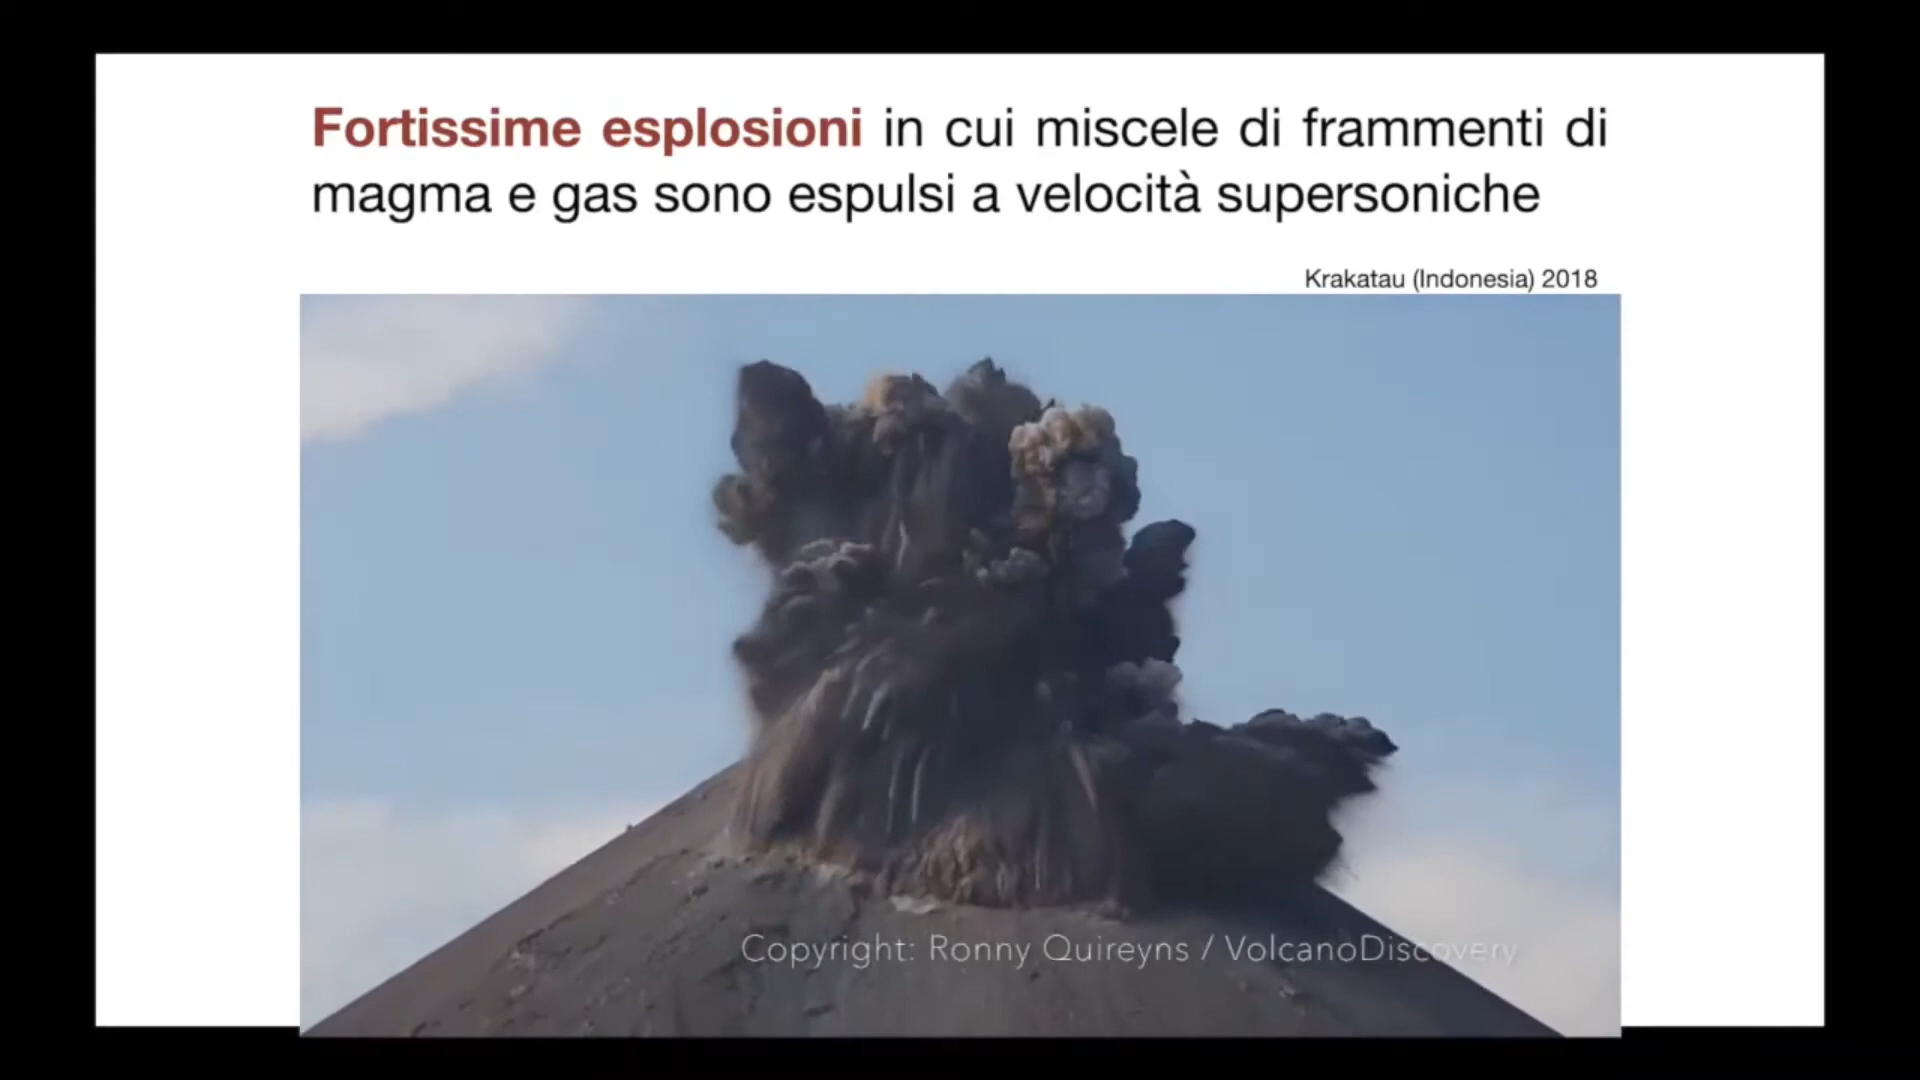 Fortissime esplosioni in cui miscele di frammenti di
magma e gas sono espulsi a velocità supersoniche
Krakatau (Indonesia) 2018
Copyright: Ronny Quireyns / VolcanoDiscovery